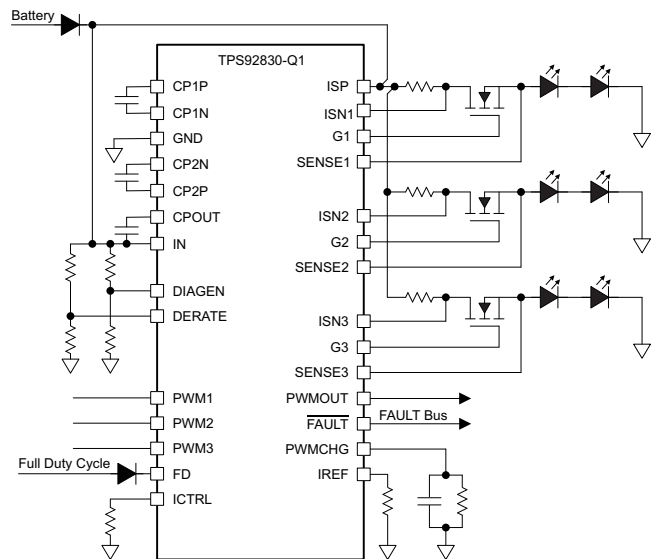 Battery
TPS92830-Q1
CP1P
CP1N
GND
CP2N
CP2P
CPOUT
IN
DIAGEN
DERATE
PWM1
PWM2
PWM3
Full Duty Cycle
FD
ICTRL
ISP
ISN1
G1
SENSE1
ISN2
G2
SENSE2
ISN3
G3
SENSE3
PWMOUT
FAULT
FAULT Bus
PWMCHG
IREF